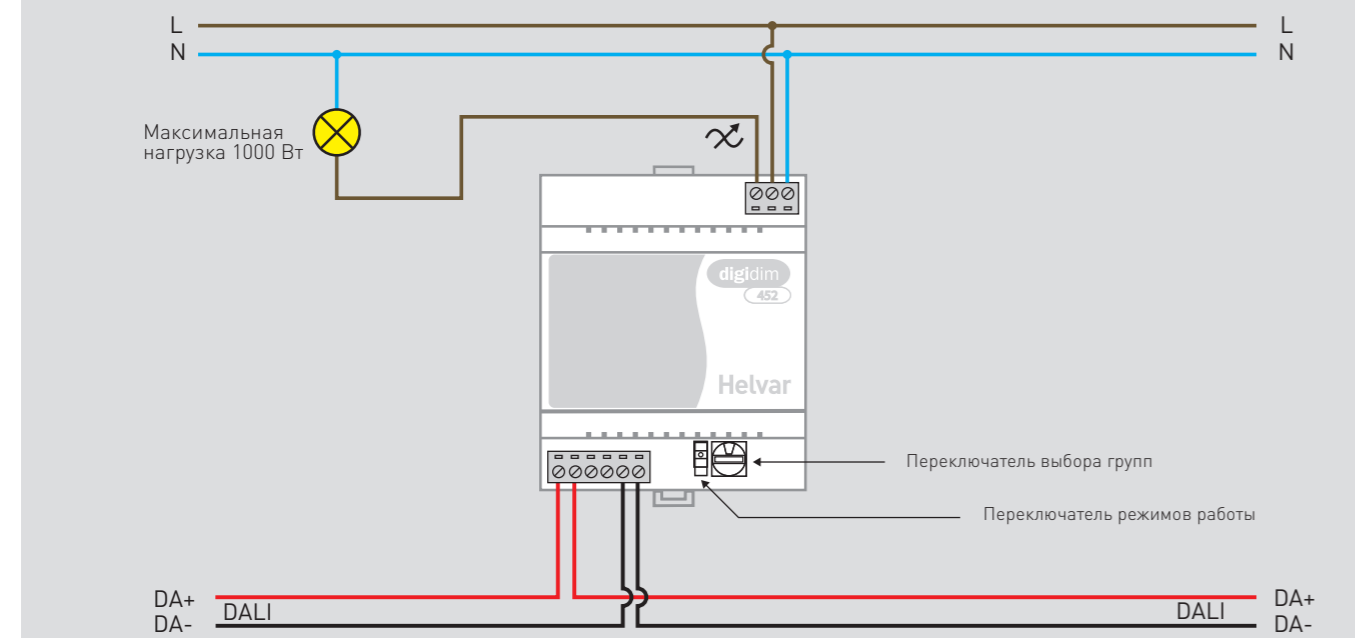 L
L
N
N
Максимальная
нагрузка 1000 Вт
digidim
452
Helvar
Переключатель выбора групп
Переключатель режимов работы
DA+
DALI
DA-
DA+
DALI
DA-